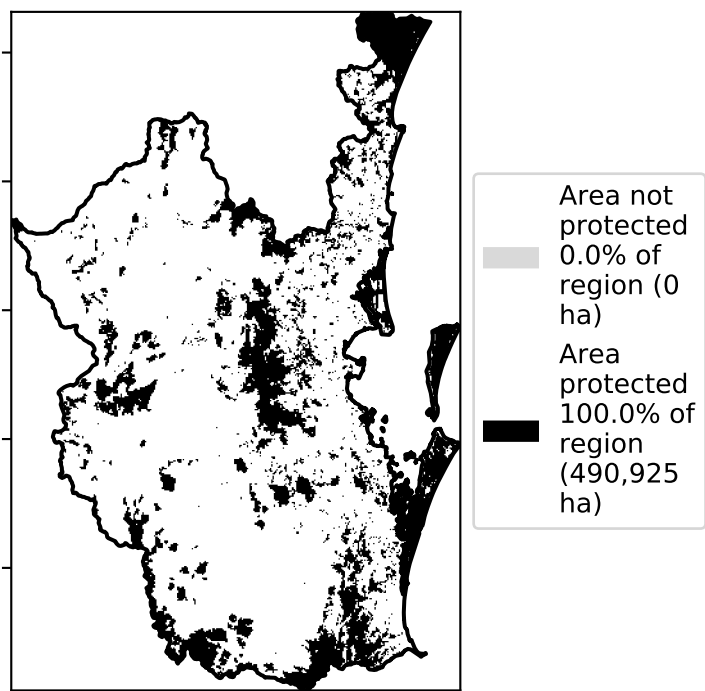 Area not
protected
0.0% of
region (0
ha)
Area
protected
100.0% of
region
(490,925
ha)